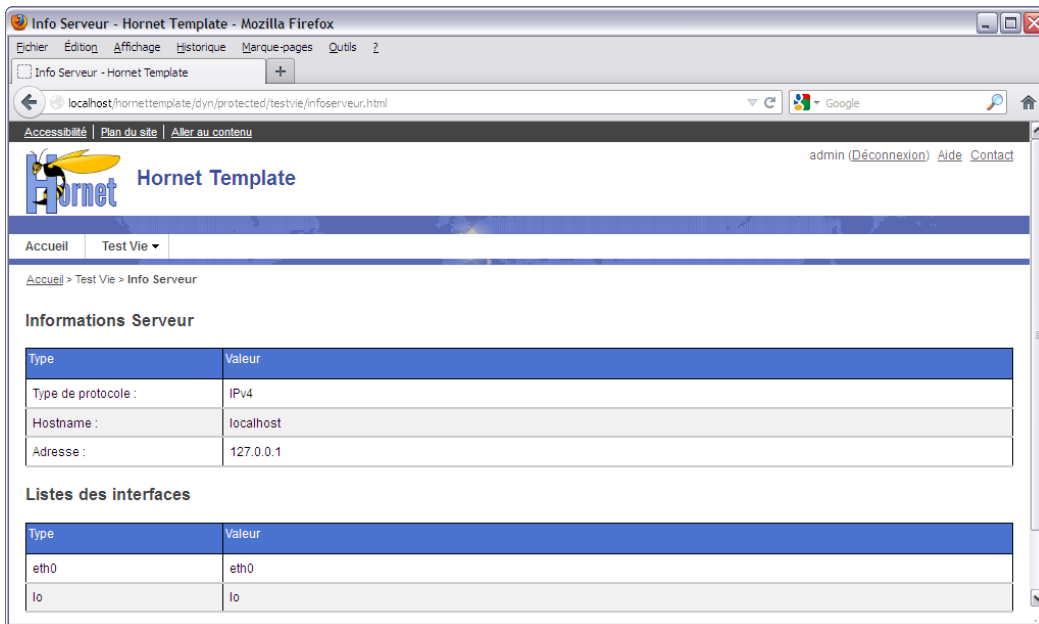 Info Serveur - Hornet Template - Mozilla Firefox
Fichier Édition Affichage Historique Marque-pages Outils ?
Info Serveur - Hornet Template +
localhost/hornettemplate/dyn/protected/testvie/infoserveur.html Google
Accessibilité | Plan du site | Aller au contenu
admin (Déconnexion) Aide Contact
Hornet Hornet Template
Accueil Test Vie
Accueil > Test Vie > Info Serveur
Informations Serveur
Type Valeur
Type de protocole : IPv4
Hostname : localhost
Adresse : 127.0.0.1
Listes des interfaces
Type Valeur
eth0 eth0
lo lo